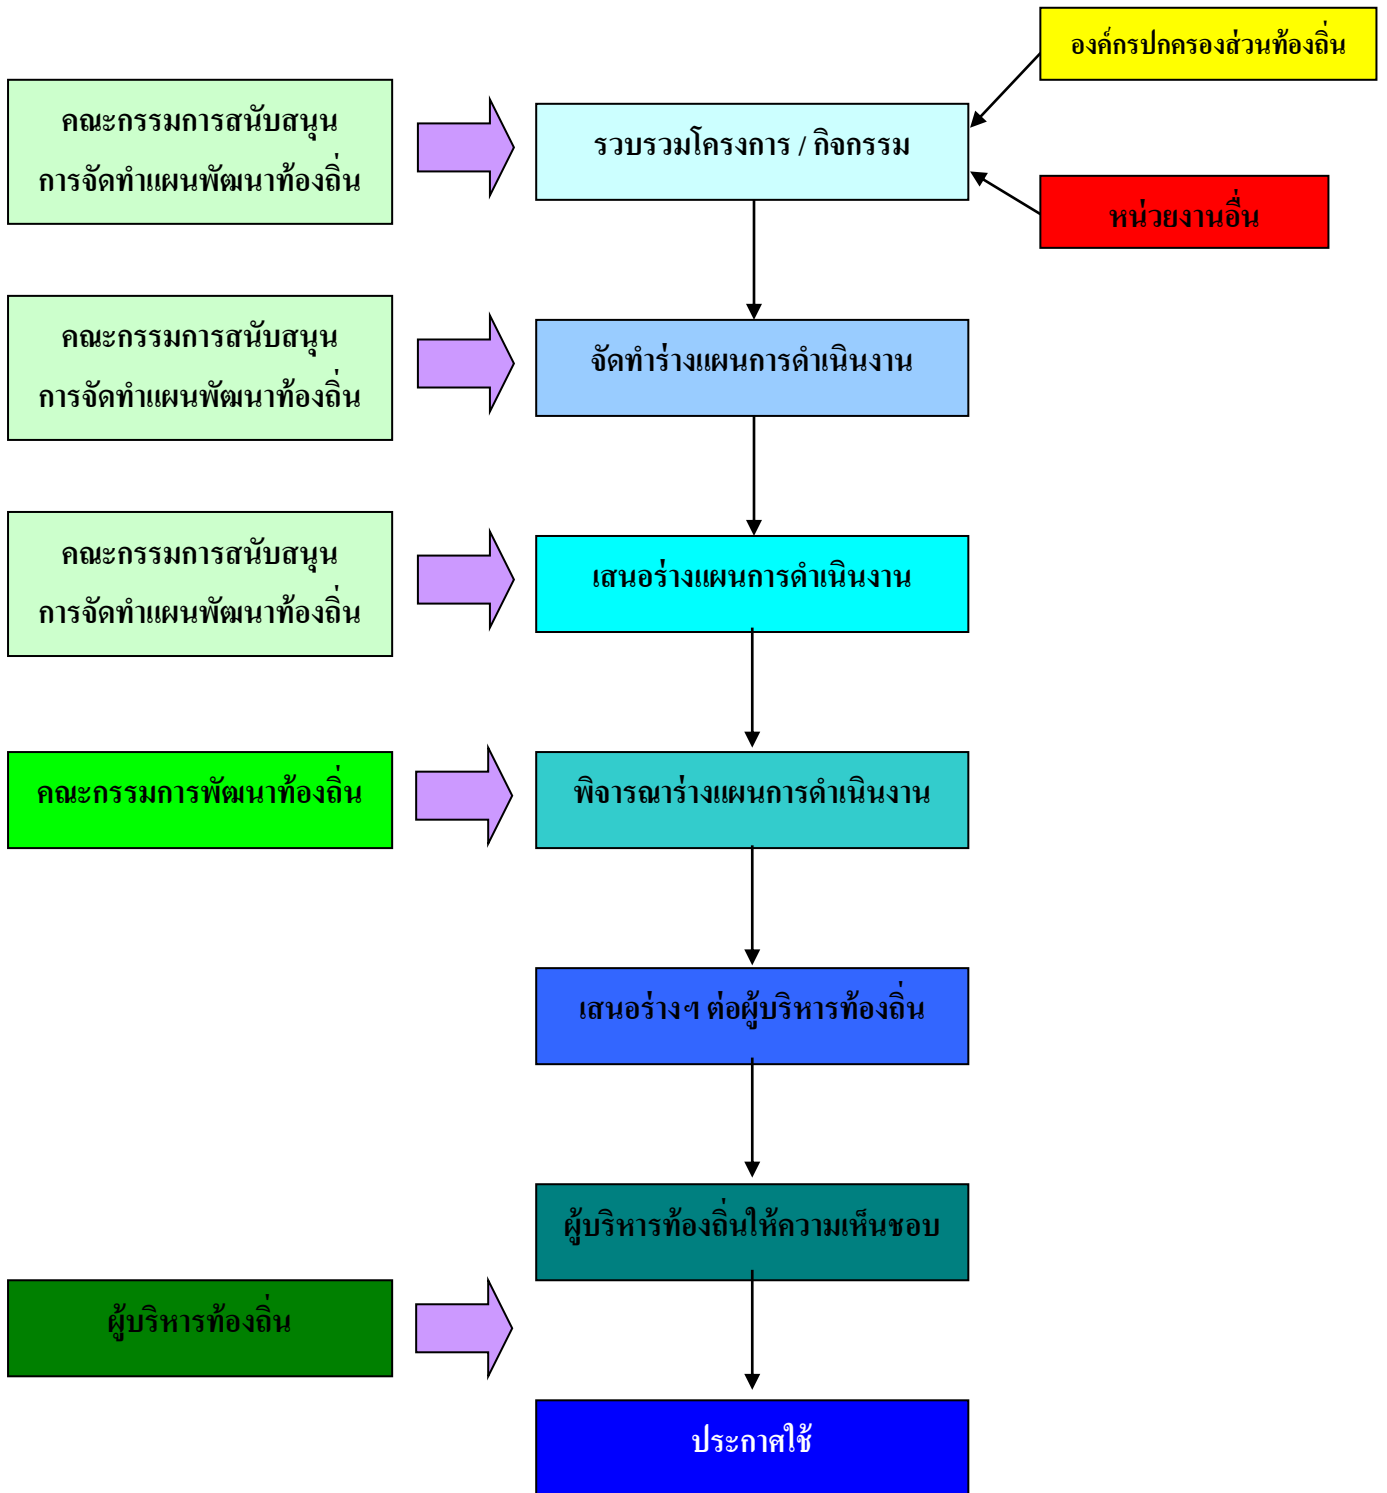 องค์กรปกครองส่วนท้องถิ่น
คณะกรรมการสนับสนุน
การจัดทำแผนพัฒนาท้องถิ่น
รวบรวมโครงการ / กิจกรรม
หน่วยงานอื่น
คณะกรรมการสนับสนุน
การจัดทำแผนพัฒนาท้องถิ่น
จัดทำร่างแผนการดำเนินงาน
คณะกรรมการสนับสนุน
การจัดทำแผนพัฒนาท้องถิ่น
เสนอร่างแผนการดำเนินงาน
คณะกรรมการพัฒนาท้องถิ่น
พิจารณาร่างแผนการดำเนินงาน
เสนอร่างฯ ต่อผู้บริหารท้องถิ่น
ผู้บริหารท้องถิ่นให้ความเห็นชอบ
ผู้บริหารท้องถิ่น
ประกาศใช้